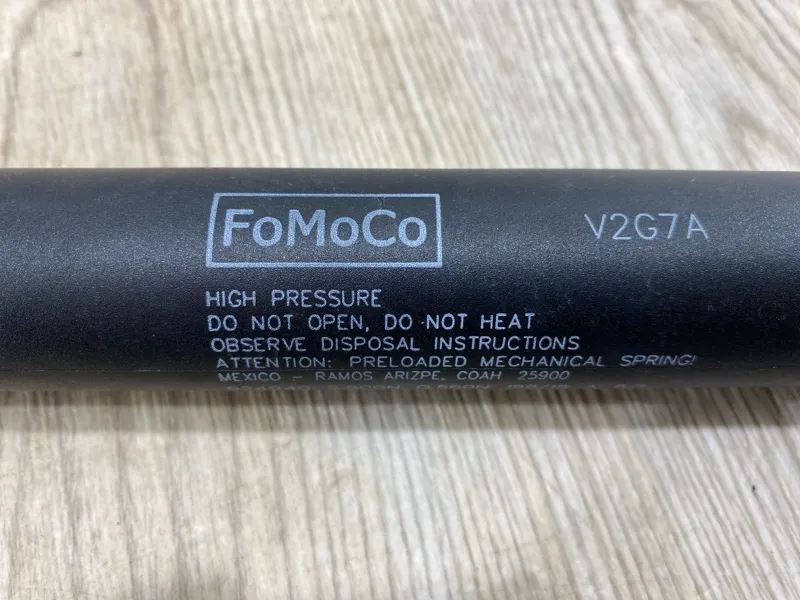 FoMoCo
V2G7A
HIGH PRESSURE
DO NOT OPEN, DO NOT HEAT
OBSERVE DISPOSAL INSTRUCTIONS
ATTENTION: PRELOADED MECHANICAL SPRING!
MEXICO - RAMOS ARIZPE, COAH 25900